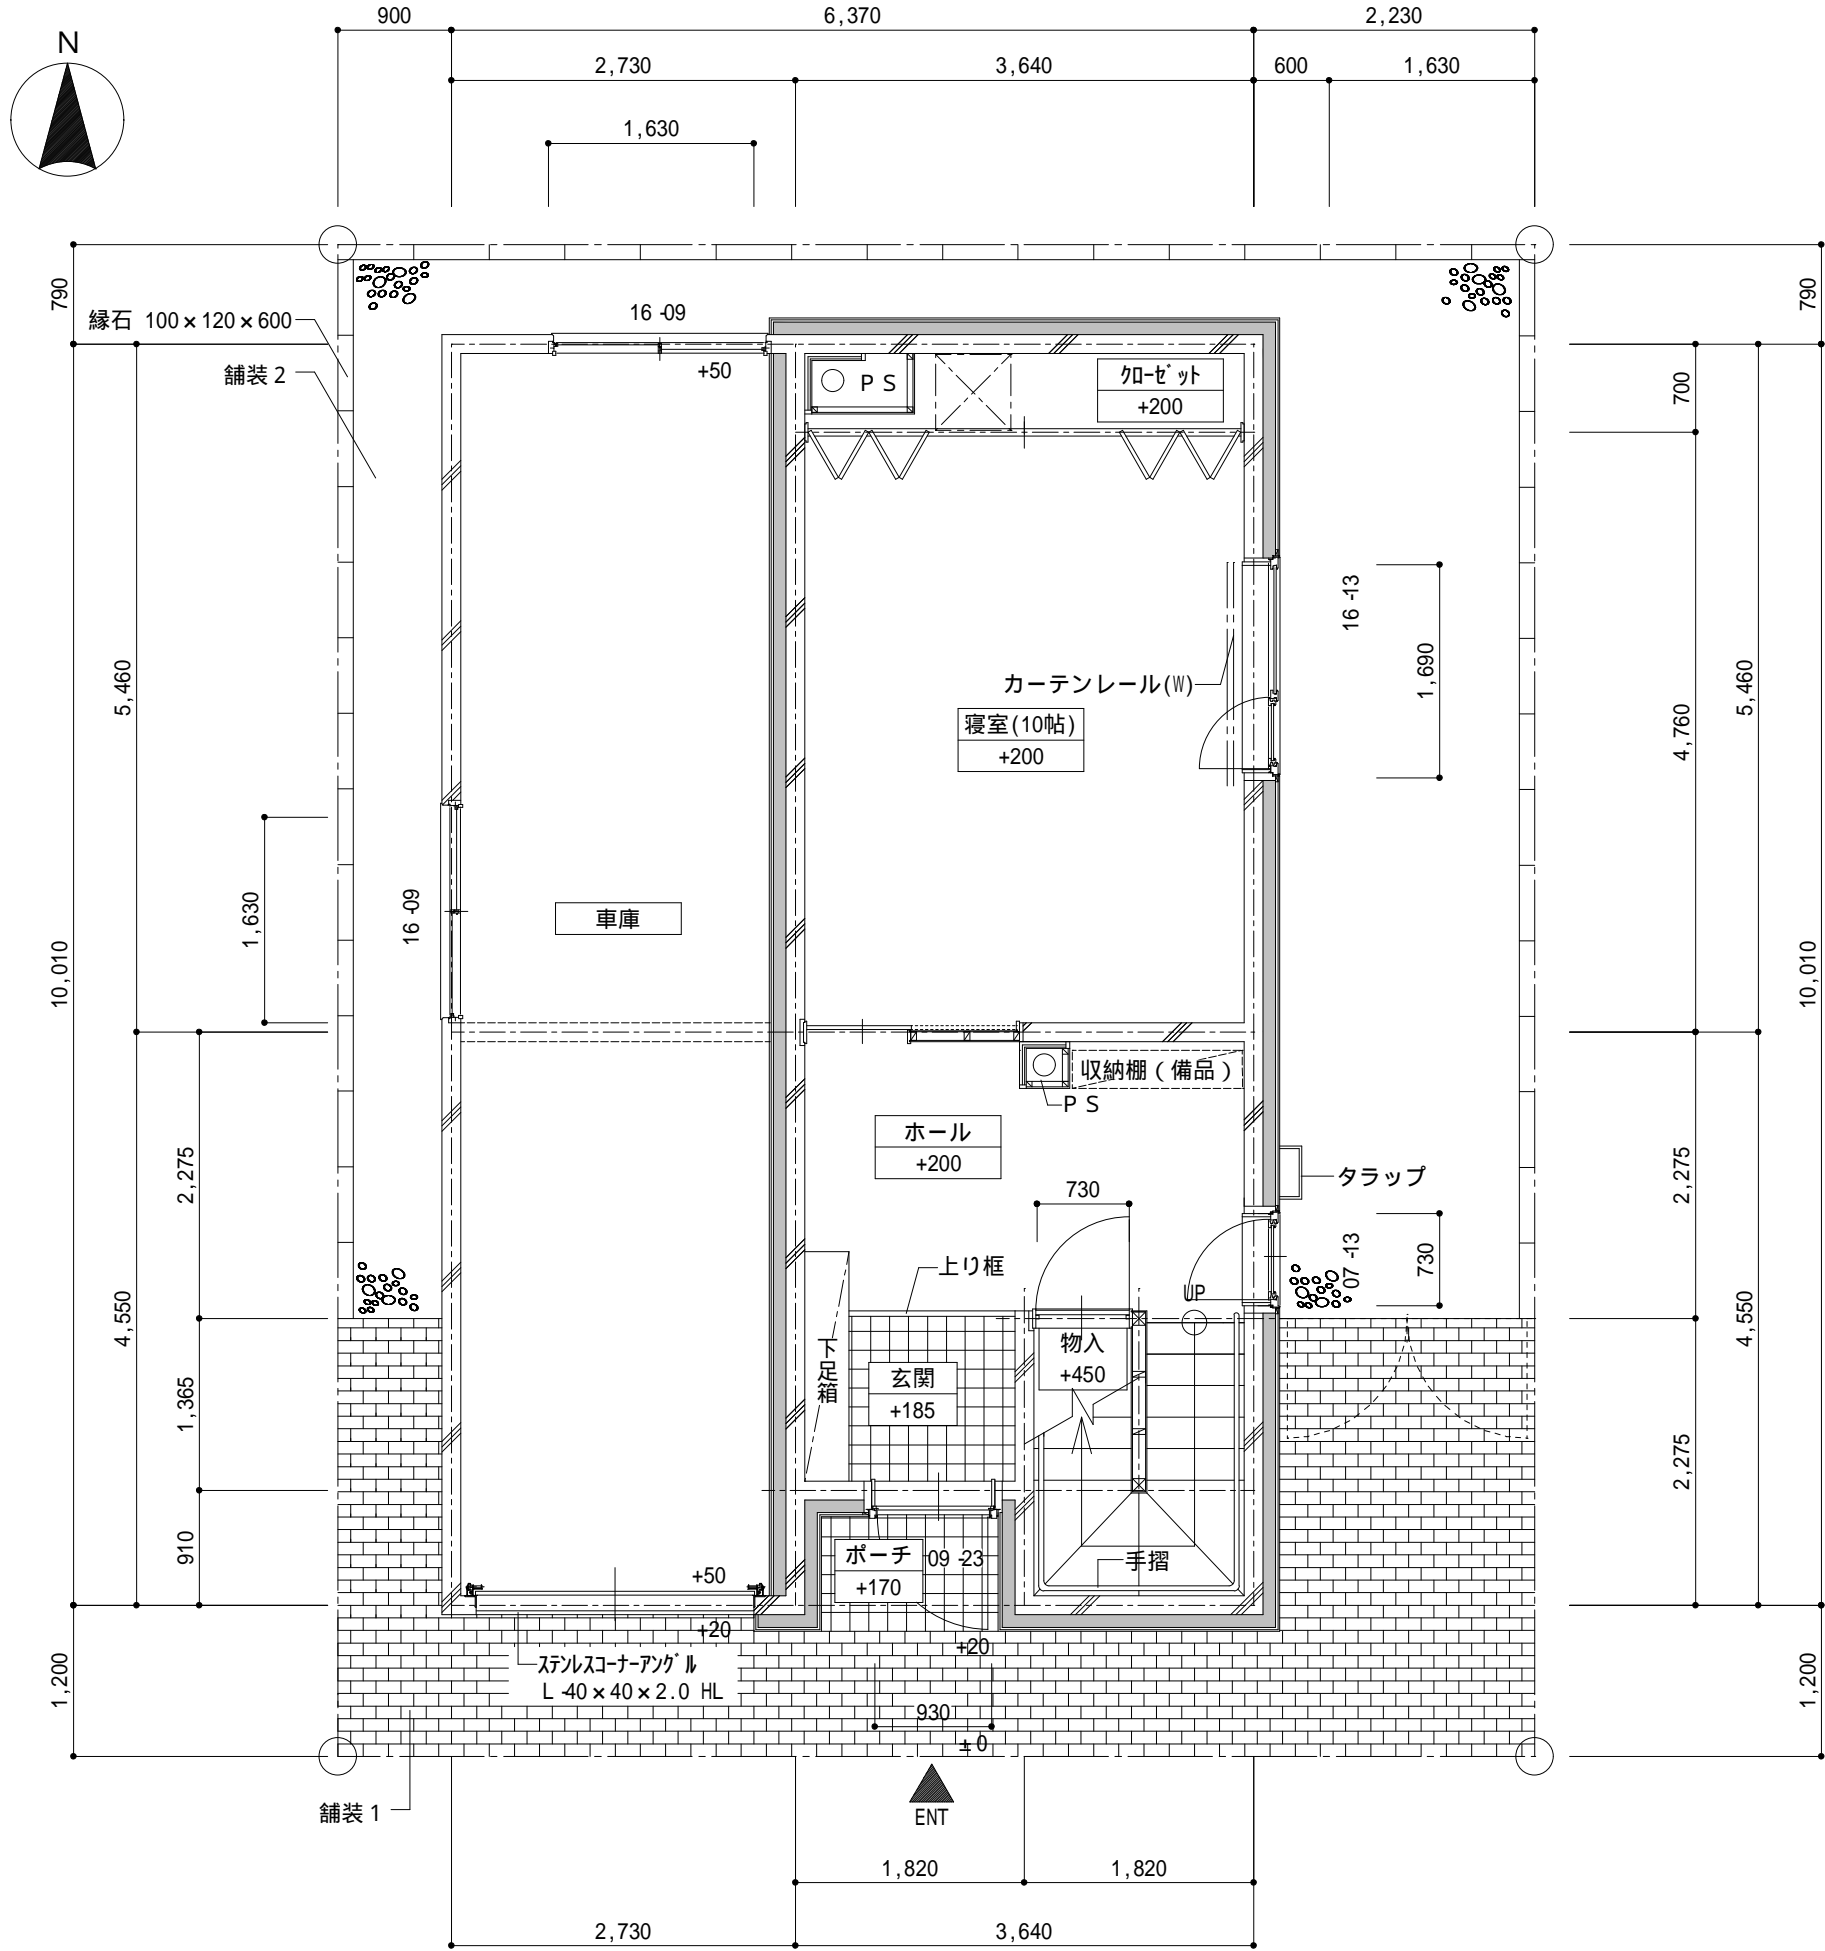 900
6,370
2,230
N
2,730
3,640
600
1,630
1,630
790
790
縁石 100×120×600
16-09
舗装2
+50
PS
ｸﾛｰｾﾞｯﾄ
+200
700
16-13
カーテンレール(W)
1,690
5,460
寝室(10帖)
+200
4,760
5,460
1,630
16-09
車庫
10,010
10,010
収納棚（備品）
PS
ホール
+200
2,275
タラップ
2,275
730
07-13
730
上り框
UP
4,550
下足箱
物入
+450
玄関
+185
1,365
4,550
2,275
910
+50
ポーチ
+170
09-23
手摺
+20
+20
ｽﾃﾝﾚｽｺｰﾅｰｱﾝｸﾞﾙ
L-40×40×2.0 HL
1,200
1,200
930
±0
舗装1
ENT
1,820
1,820
2,730
3,640